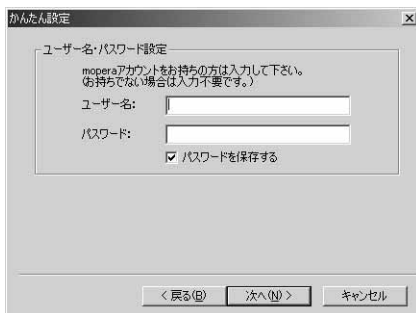 かんたん設定
ユーザー名・パスワード設定
moperaアカウントをお持ちの方は入力して下さい。
(お持ちでない場合は入力不要です。)
ユーザー名:
パスワード:
パスワードを保存する
< 戻る(B)
次へ(N) >
キャンセル